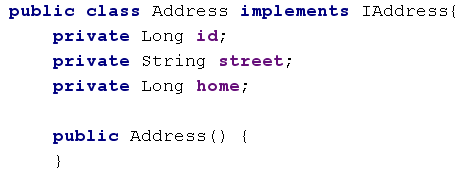 public class Address implements IAddress{
    private Long id;
    private String street;
    private Long home;

    public Address() {
    }